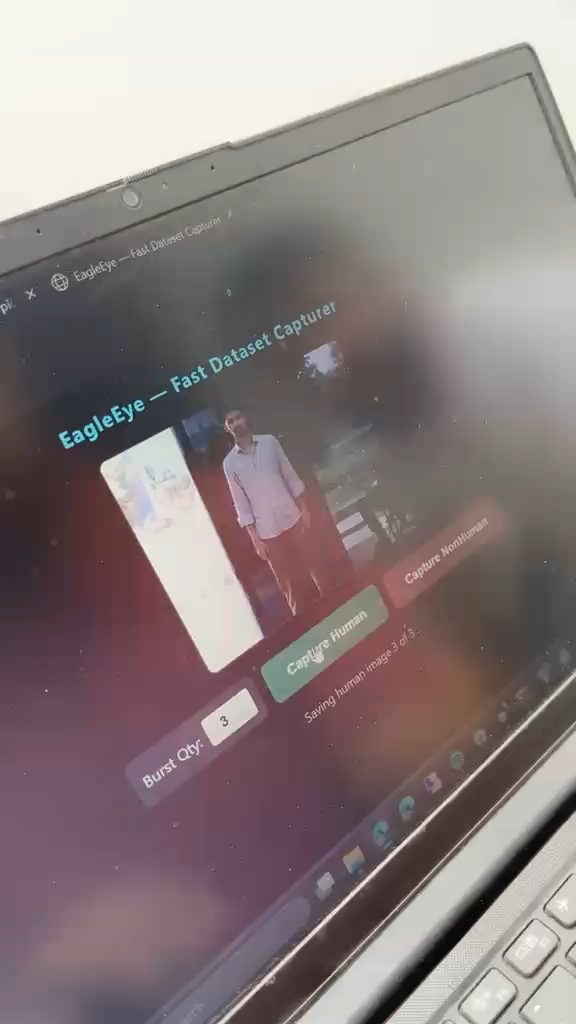 EagleEye — Fast Dataset Capturer
EagleEye — Fast Dataset Capturer
Capture Human
Capture NonHuman
Burst Qty: 3
Saving human image 3 of 3...